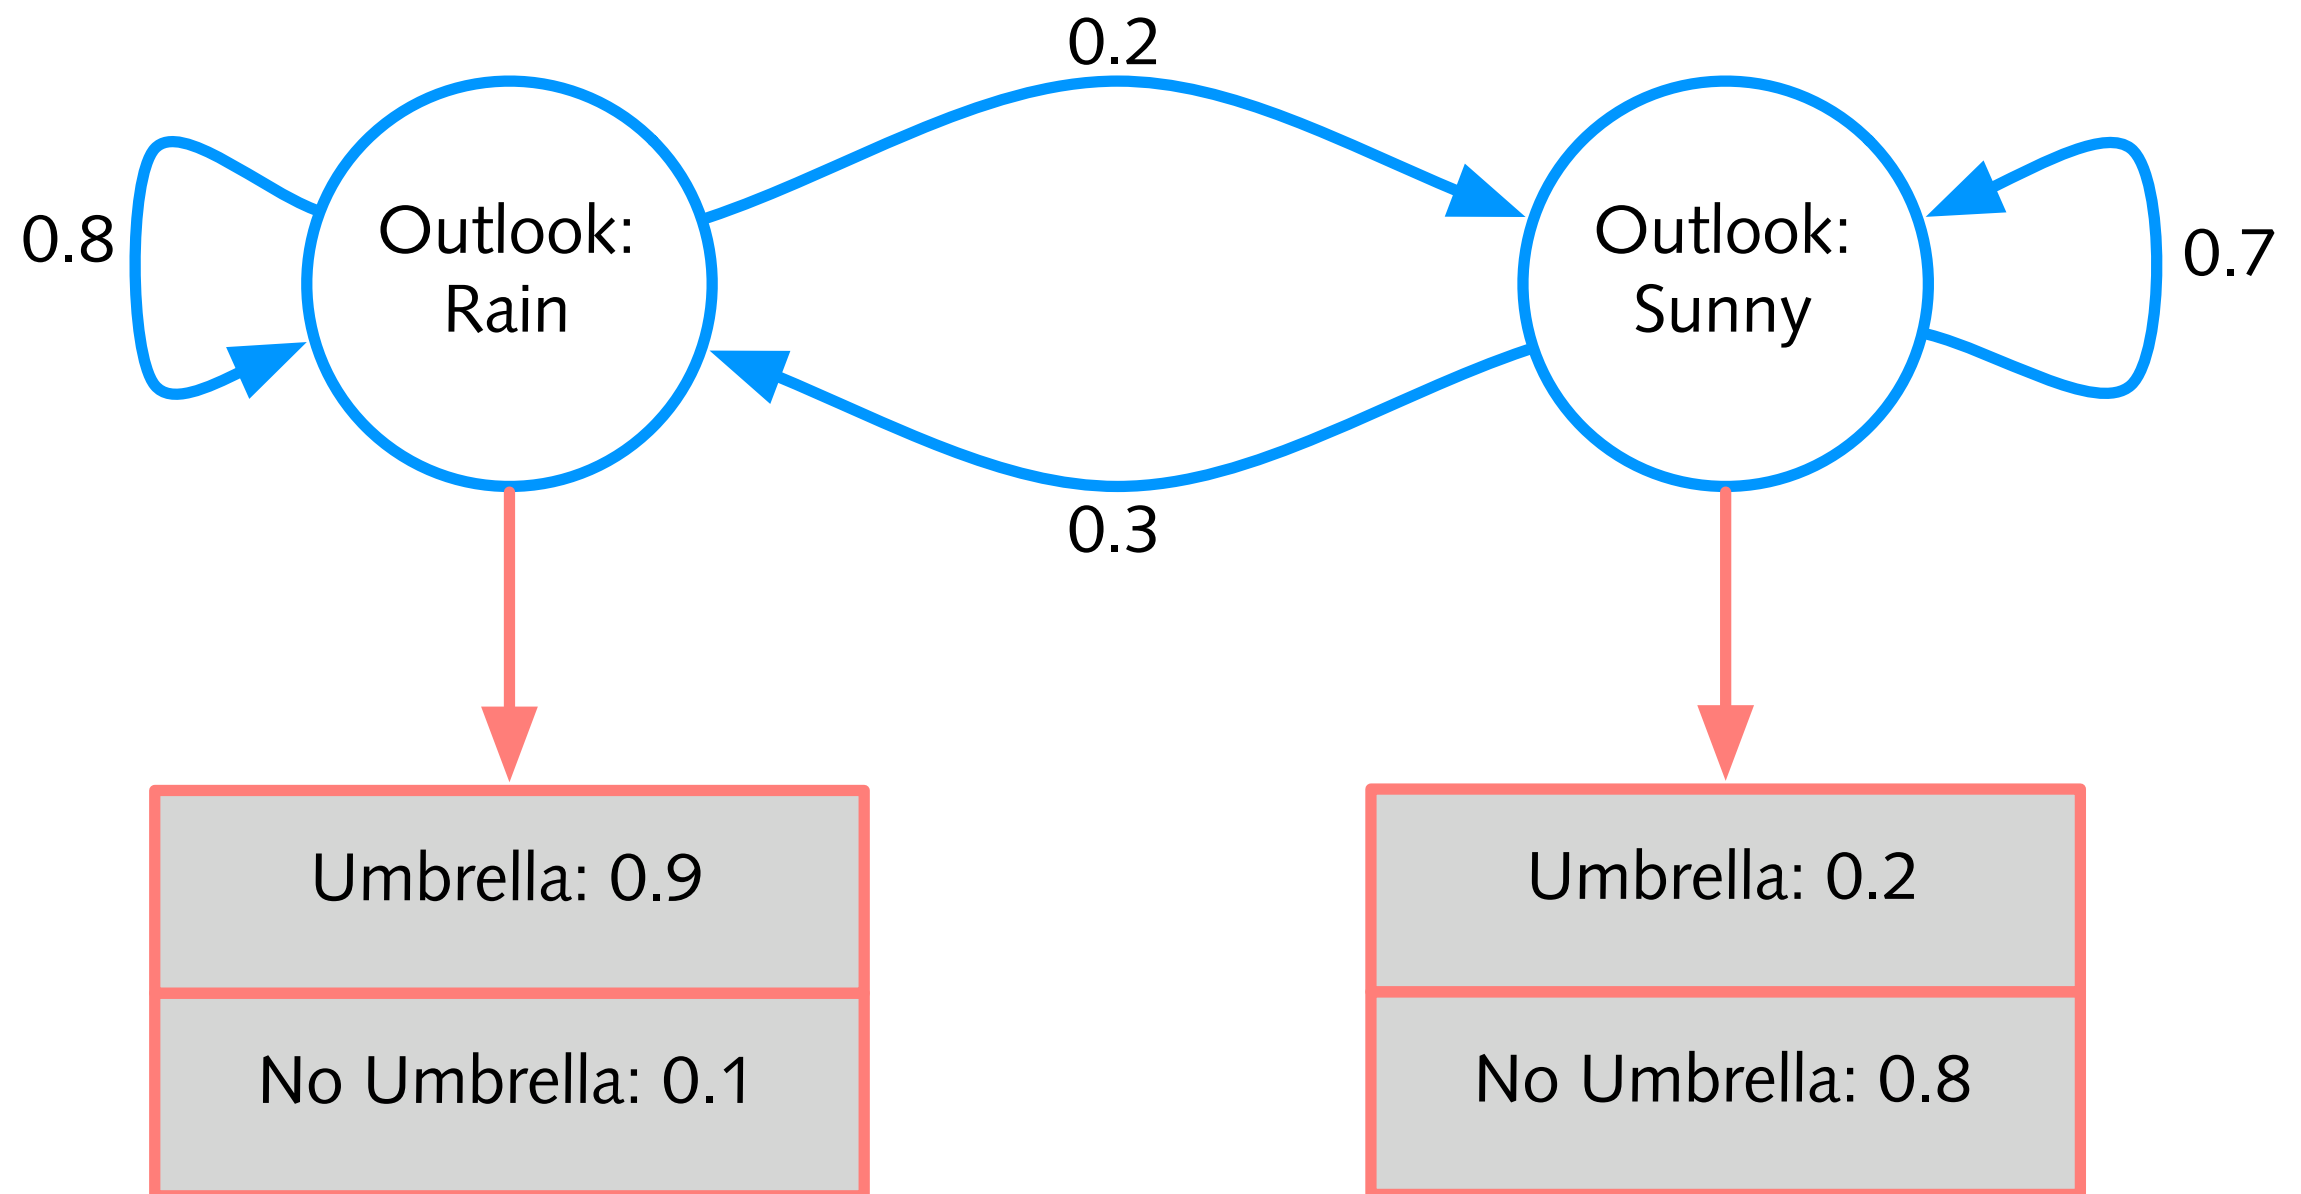 0.2
Outlook:
Rain
Outlook:
Sunny
0.8
0.7
0.3
Umbrella: 0.9
No Umbrella: 0.1
Umbrella: 0.2
No Umbrella: 0.8